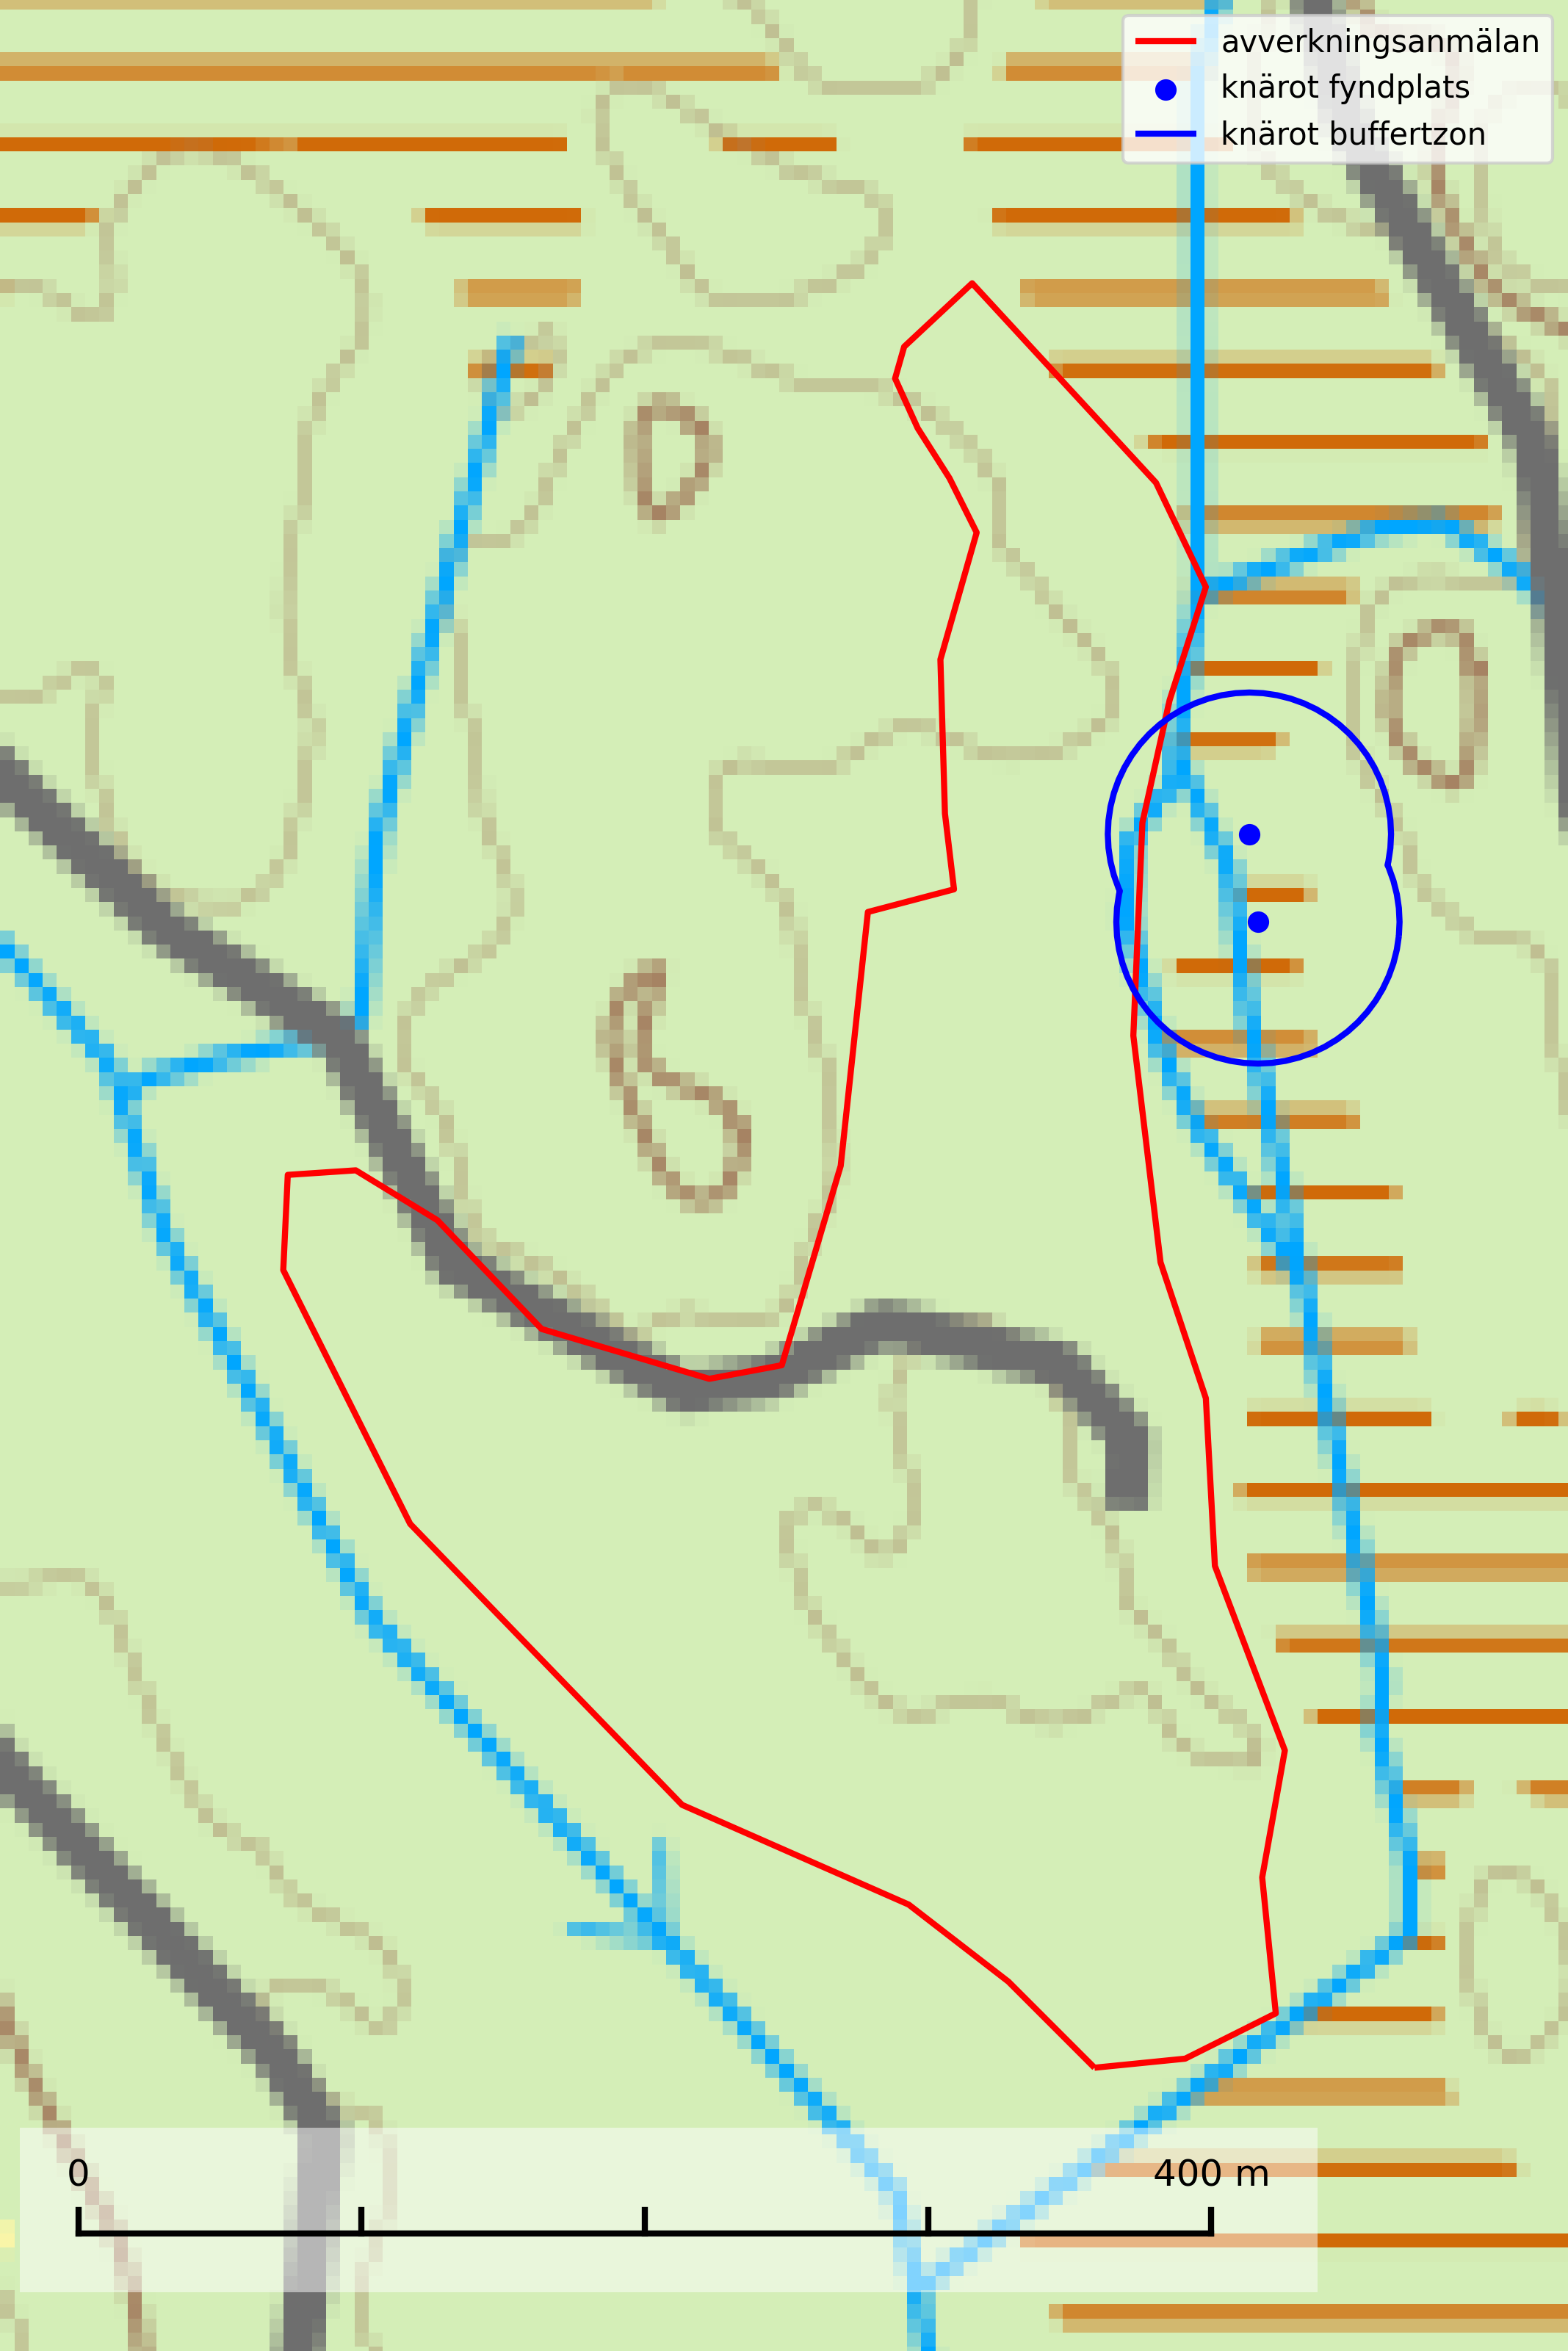 avverkningsanmälan
knärot fyndplats
knärot buffertzon
0
400 m